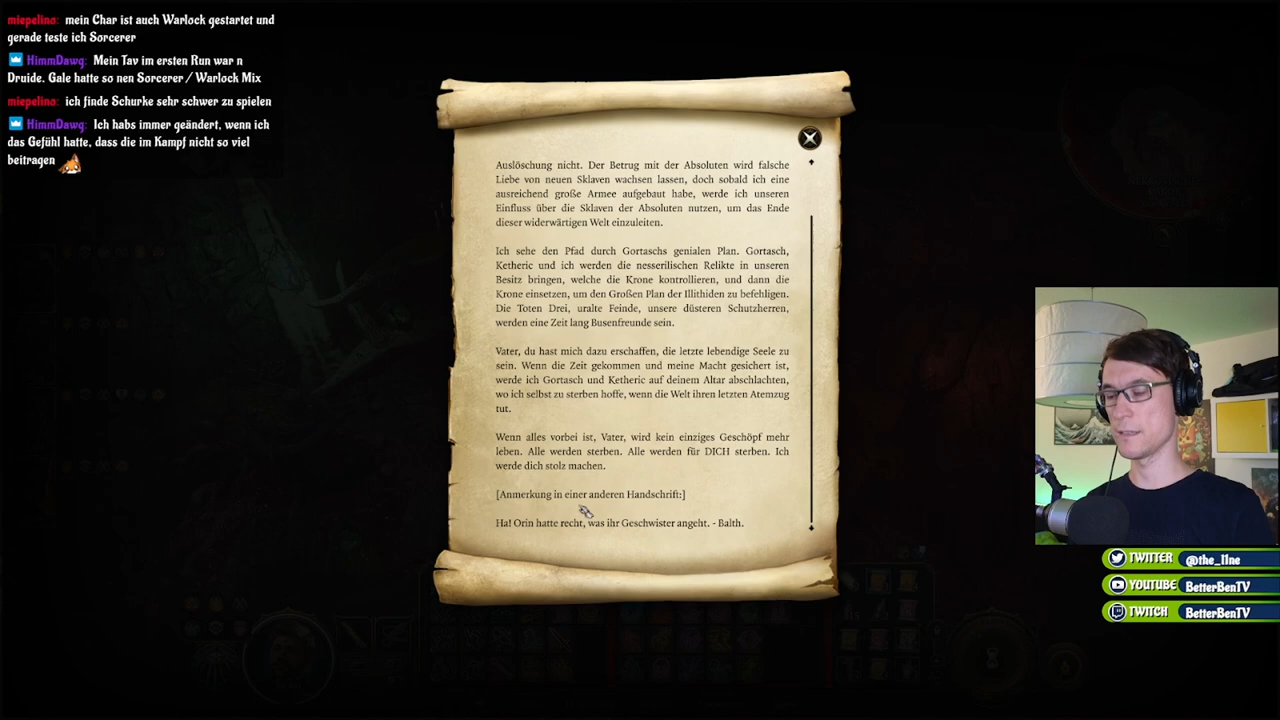 miepelino: mein Char ist auch Warlock gestartet und
gerade teste ich Sorcerer
HimmDawg: Mein Tav im ersten Run war n
Druide. Gale hatte so nen Sorcerer / Warlock Mix
miepelino: ich finde Schurke sehr schwer zu spielen
HimmDawg: Ich habs immer geändert, wenn ich
das Gefühl hatte, dass die im Kampf nicht so viel
beitragen
Auslöschung nicht. Der Betrug mit der Absoluten wird falsche
Liebe von neuen Sklaven wachsen lassen, doch sobald ich eine
ausreichend große Armee aufgebaut habe, werde ich unseren
Einfluss über die Sklaven der Absoluten nutzen, um das Ende
dieser widerwärtigen Welt einzuleiten.
Ich sehe den Pfad durch Gortaschs genialen Plan. Gortasch,
Ketheric und ich werden die nesserilischen Relikte in unseren
Besitz bringen, welche die Krone kontrollieren, und dann die
Krone einsetzen, um den Großen Plan der Illithiden zu befehligen.
Die Toten Drei, uralte Feinde, unsere düsteren Schutzherren,
werden eine Zeit lang Busenfreunde sein.
Vater, du hast mich dazu erschaffen, die letzte lebendige Seele zu
sein. Wenn die Zeit gekommen und meine Macht gesichert ist,
werde ich Gortasch und Ketheric auf deinem Altar abschlachten,
wo ich selbst zu sterben hoffe, wenn die Welt ihren letzten Atemzug
tut.
Wenn alles vorbei ist, Vater, wird kein einziges Geschöpf mehr
leben. Alle werden sterben. Alle werden für DICH sterben. Ich
werde dich stolz machen.
[Anmerkung in einer anderen Handschrift:]
Ha! Orin hatte recht, was ihr Geschwister angeht. - Balth.
TWITTER @the_11ne
YOUTUBE BetterBenTV
TWITCH BetterBenTV